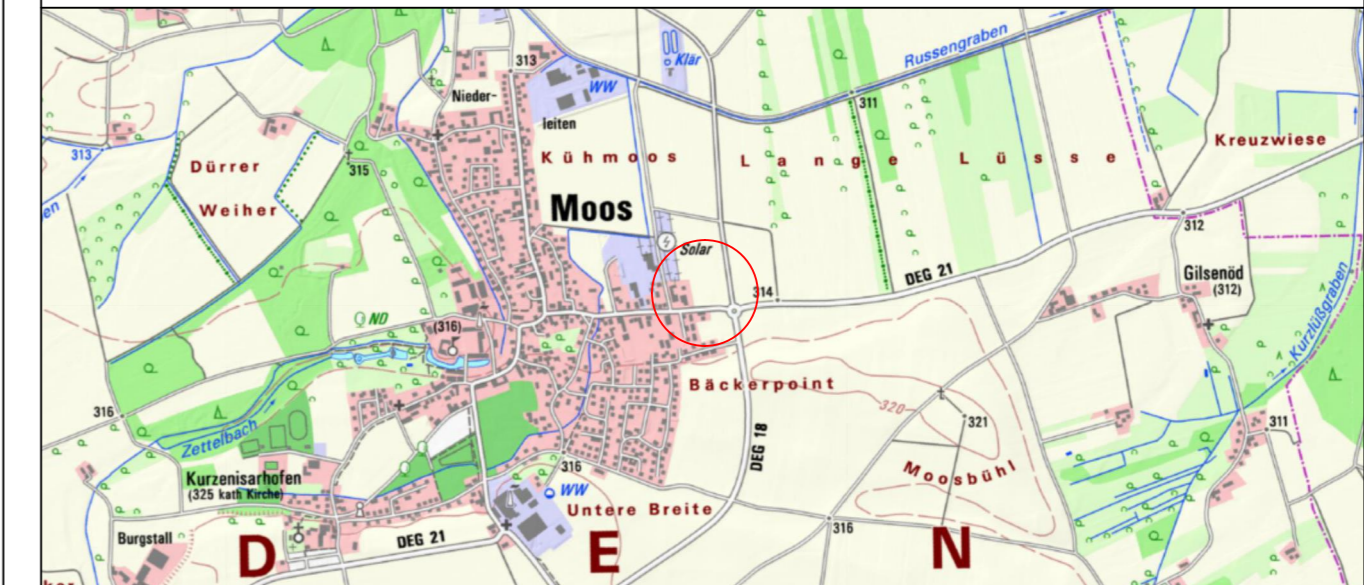 313
Nieder-
leiten
WW
Klär
Russengraben
311
313
Dürrer
Weiher
315
Kühmoos
Lange Lüsse
Kreuzwiese
Moos
Solar
312
DEG 21
314
Gilsenöd
(312)
Kurzlüßgraben
ND
(316)
Bäckerpoint
320
321
316
Zettelbach
DEG 18
311
Moosbühl
Kurzenisarhofen
(325 kath Kirche)
316
WW
Untere Breite
316
Burgstall
DEG 21
D E N